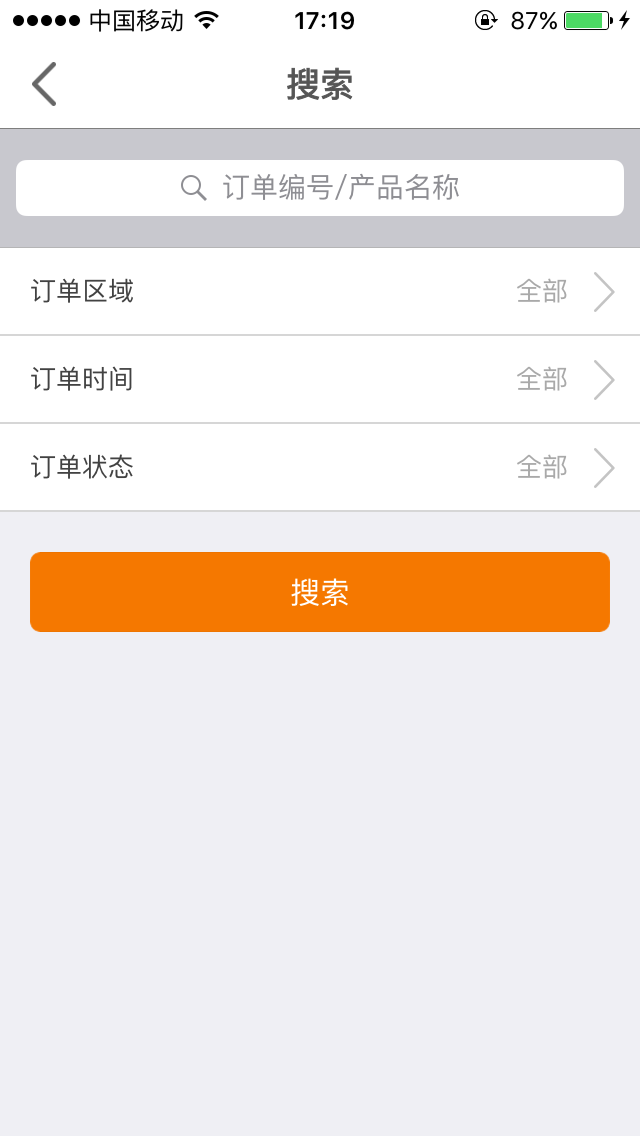 中国移动 17:19 87%
搜索
订单编号/产品名称
订单区域 全部
订单时间 全部
订单状态 全部
搜索